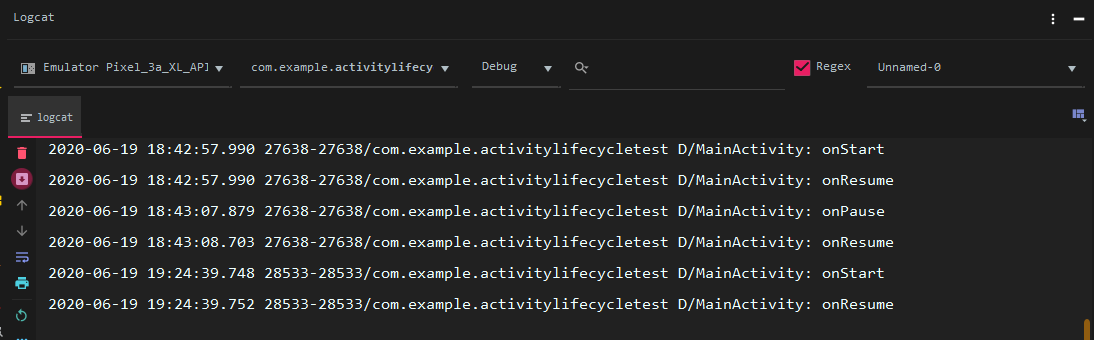 Logcat
Emulator Pixel_3a_XL_API com.example.activitylifecy Debug Regex Unnamed-0
logcat
2020-06-19 18:42:57.990 27638-27638/com.example.activitylifecycletest D/MainActivity: onStart
2020-06-19 18:42:57.990 27638-27638/com.example.activitylifecycletest D/MainActivity: onResume
2020-06-19 18:43:07.879 27638-27638/com.example.activitylifecycletest D/MainActivity: onPause
2020-06-19 18:43:08.703 27638-27638/com.example.activitylifecycletest D/MainActivity: onResume
2020-06-19 19:24:39.748 28533-28533/com.example.activitylifecycletest D/MainActivity: onStart
2020-06-19 19:24:39.752 28533-28533/com.example.activitylifecycletest D/MainActivity: onResume